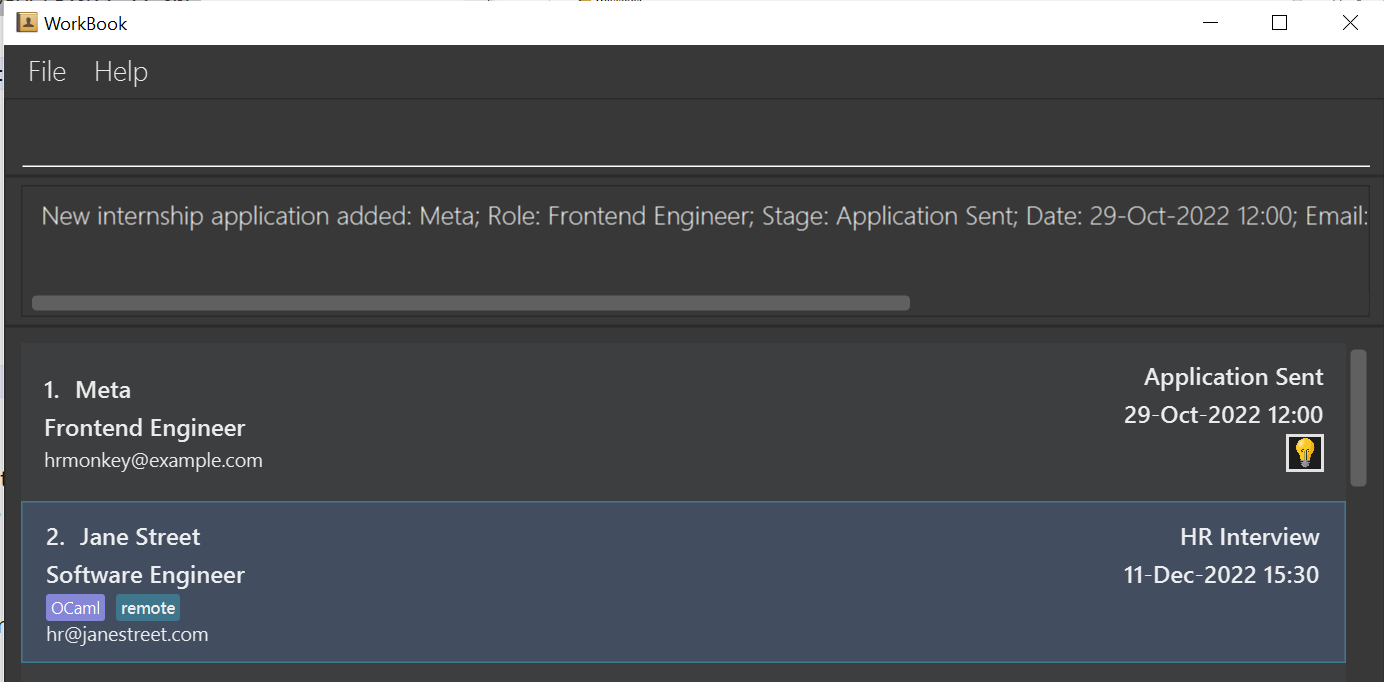 WorkBook
File Help
New internship application added: Meta; Role: Frontend Engineer; Stage: Application Sent; Date: 29-Oct-2022 12:00; Email:
1. Meta
Frontend Engineer
hrmonkey@example.com
Application Sent
29-Oct-2022 12:00
2. Jane Street
Software Engineer
OCaml remote
hr@janestreet.com
HR Interview
11-Dec-2022 15:30